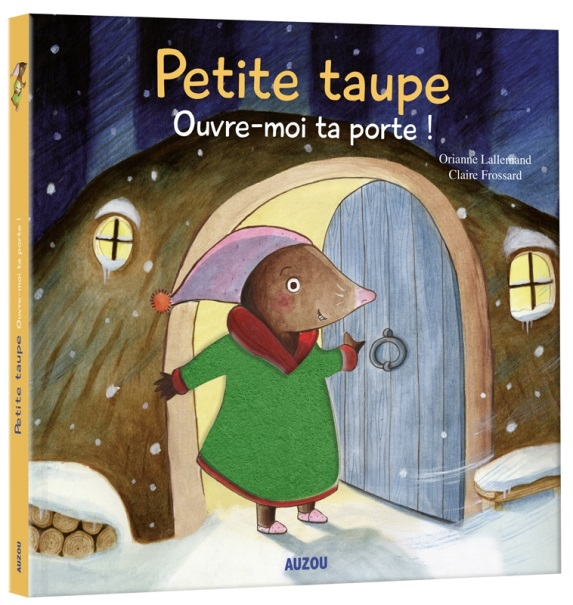 Petite taupe
Ouvre-moi ta porte !
Orianne Lallemand
Claire Frossard
AUZOU
Petite taupe Ouvre-moi ta porte !
AUZOU